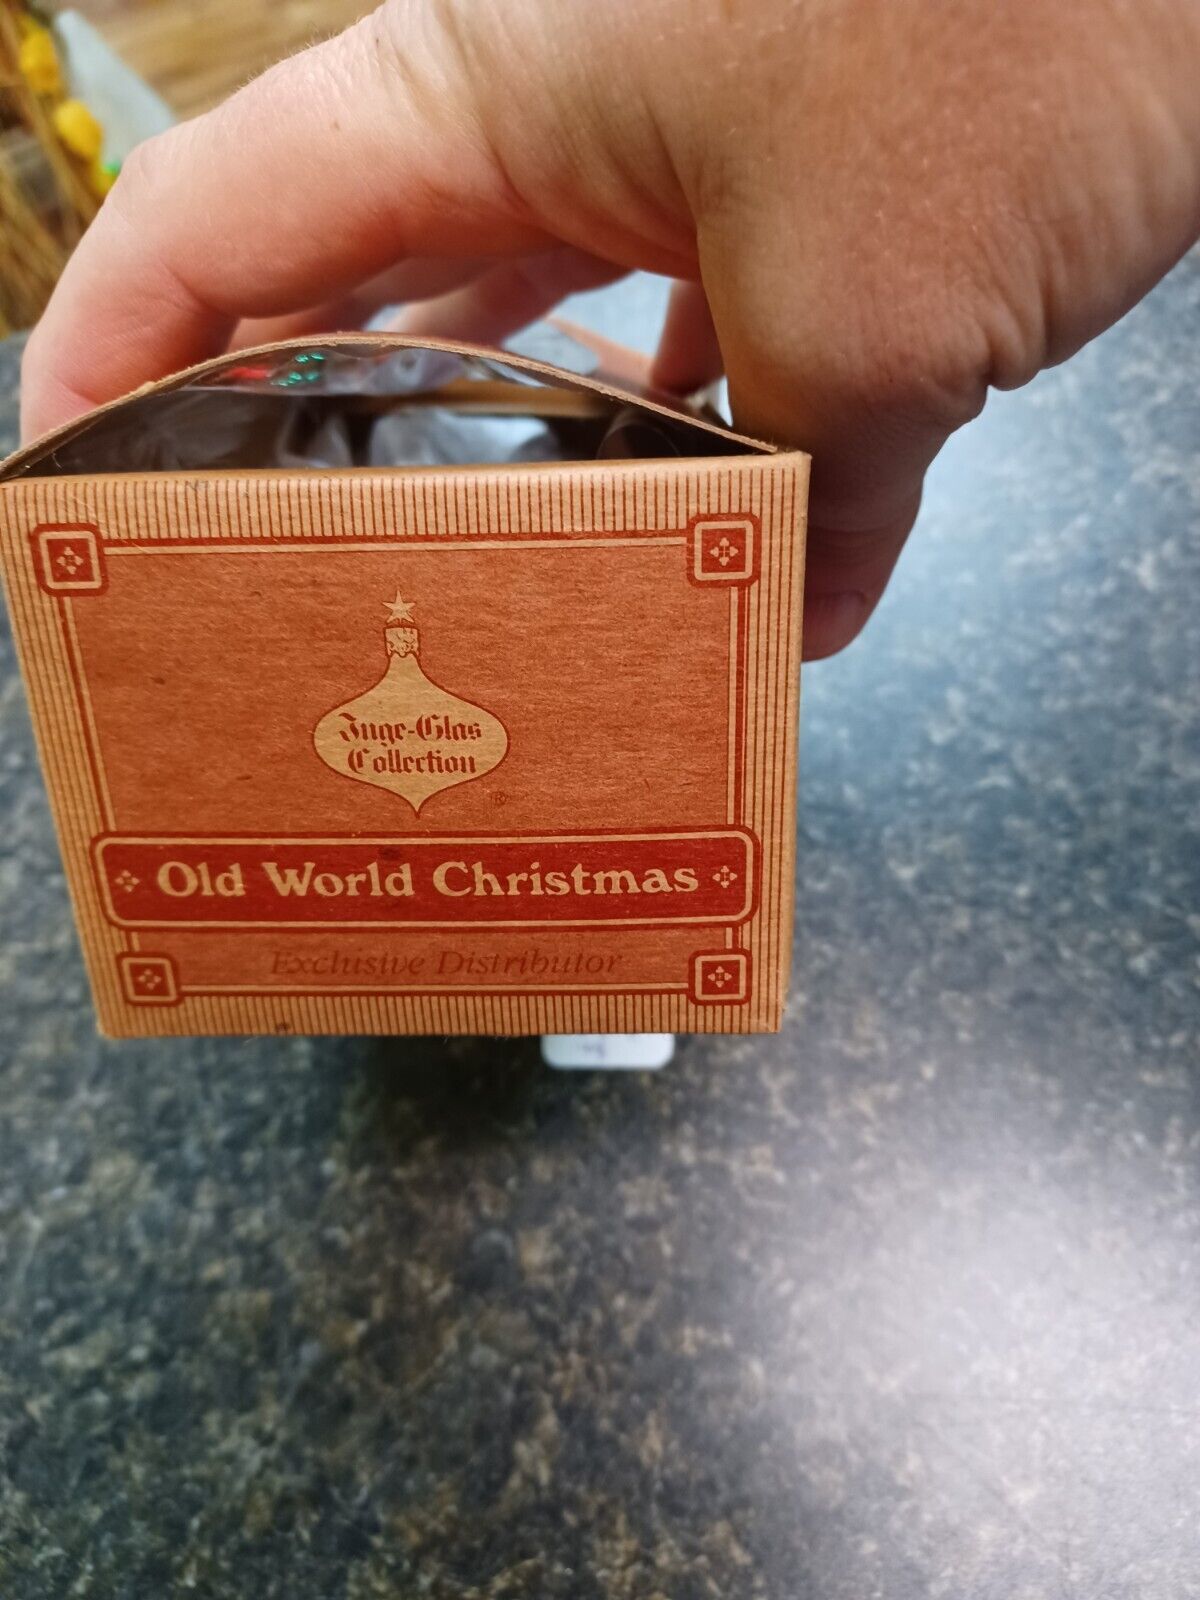 Inge-Glas
Collection
®
Old World Christmas
Exclusive Distributor